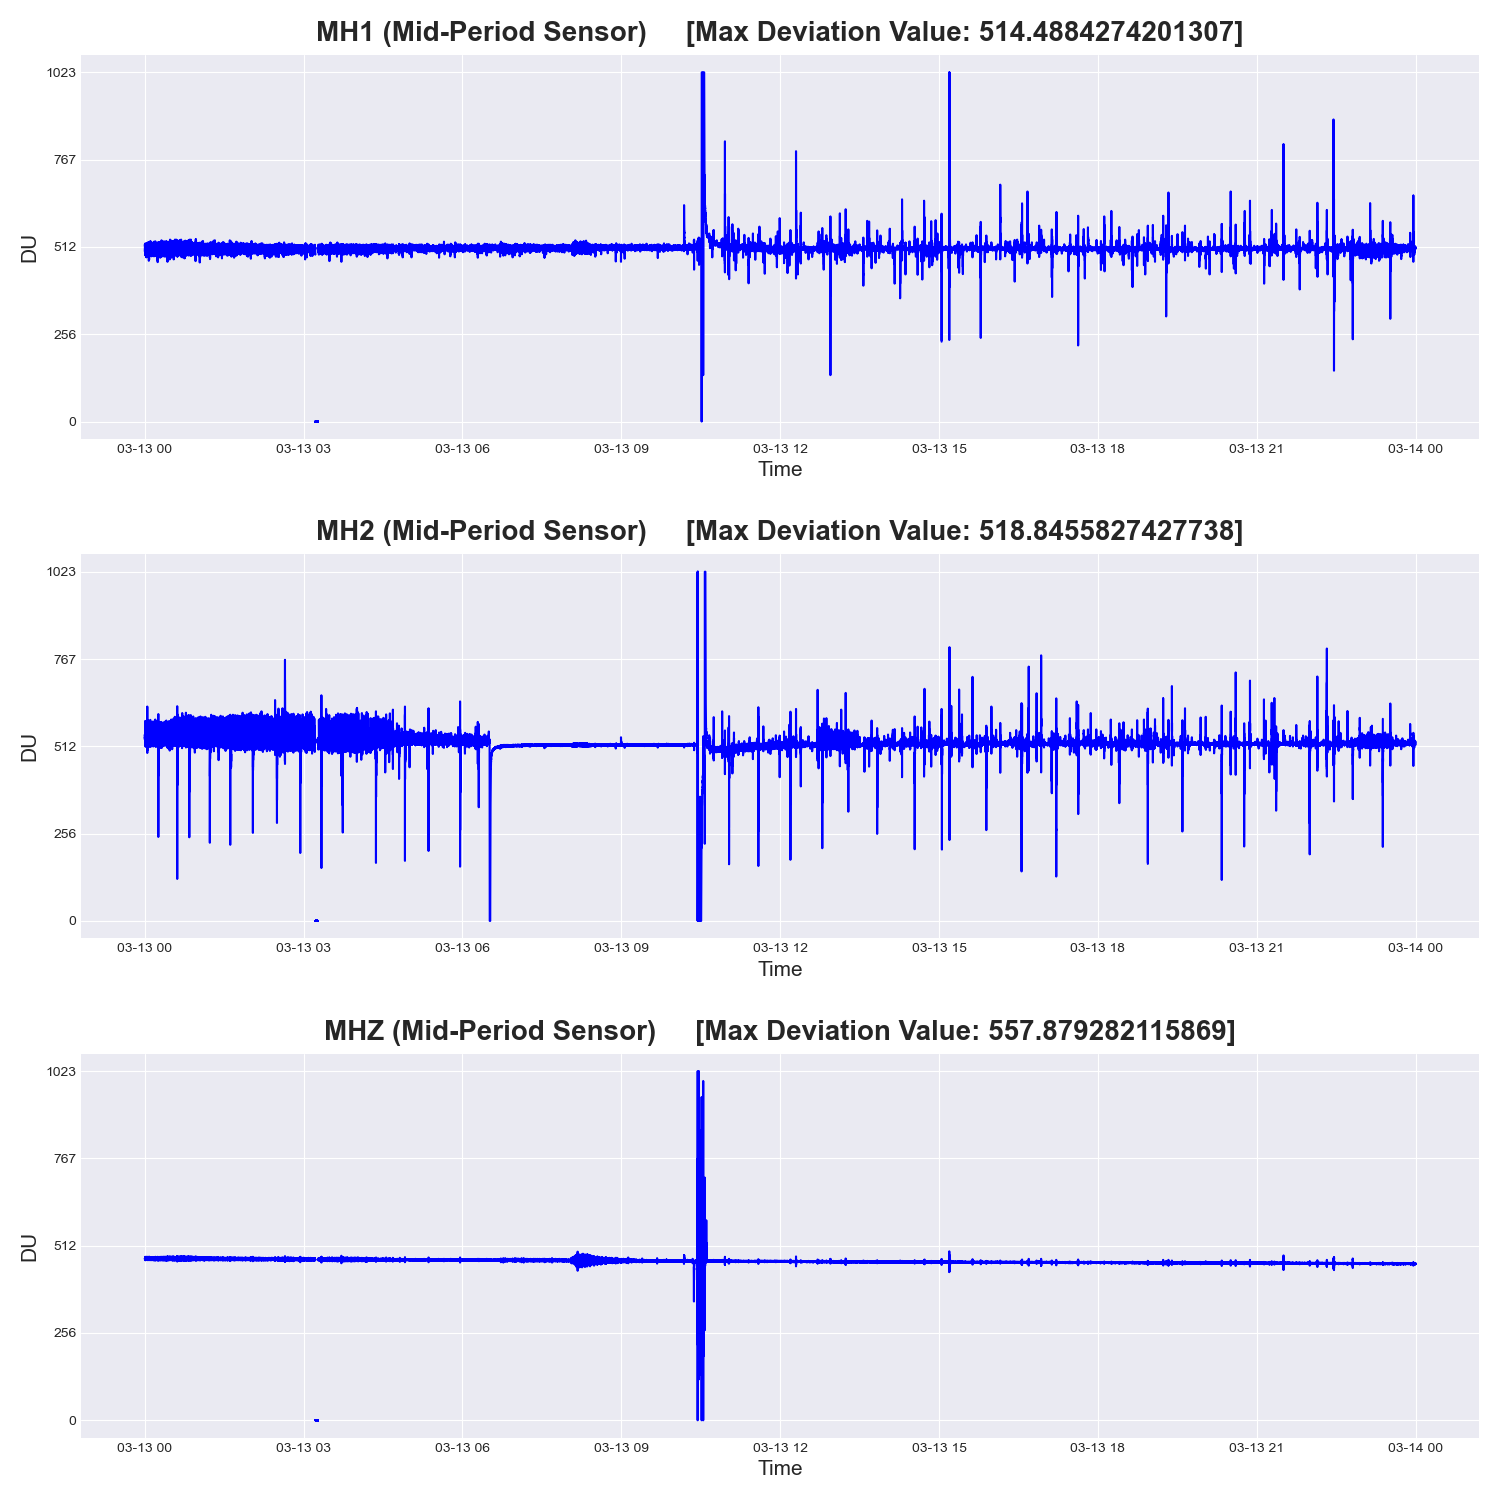 MH1 (Mid-Period Sensor) [Max Deviation Value: 514.4884274201307]
1023
767
512
256
0
DU
03-13 00 03-13 03 03-13 06 03-13 09 03-13 12 03-13 15 03-13 18 03-13 21 03-14 00
Time
MH2 (Mid-Period Sensor) [Max Deviation Value: 518.8455827427738]
1023
767
512
256
0
DU
03-13 00 03-13 03 03-13 06 03-13 09 03-13 12 03-13 15 03-13 18 03-13 21 03-14 00
Time
MHZ (Mid-Period Sensor) [Max Deviation Value: 557.879282115869]
1023
767
512
256
0
DU
03-13 00 03-13 03 03-13 06 03-13 09 03-13 12 03-13 15 03-13 18 03-13 21 03-14 00
Time